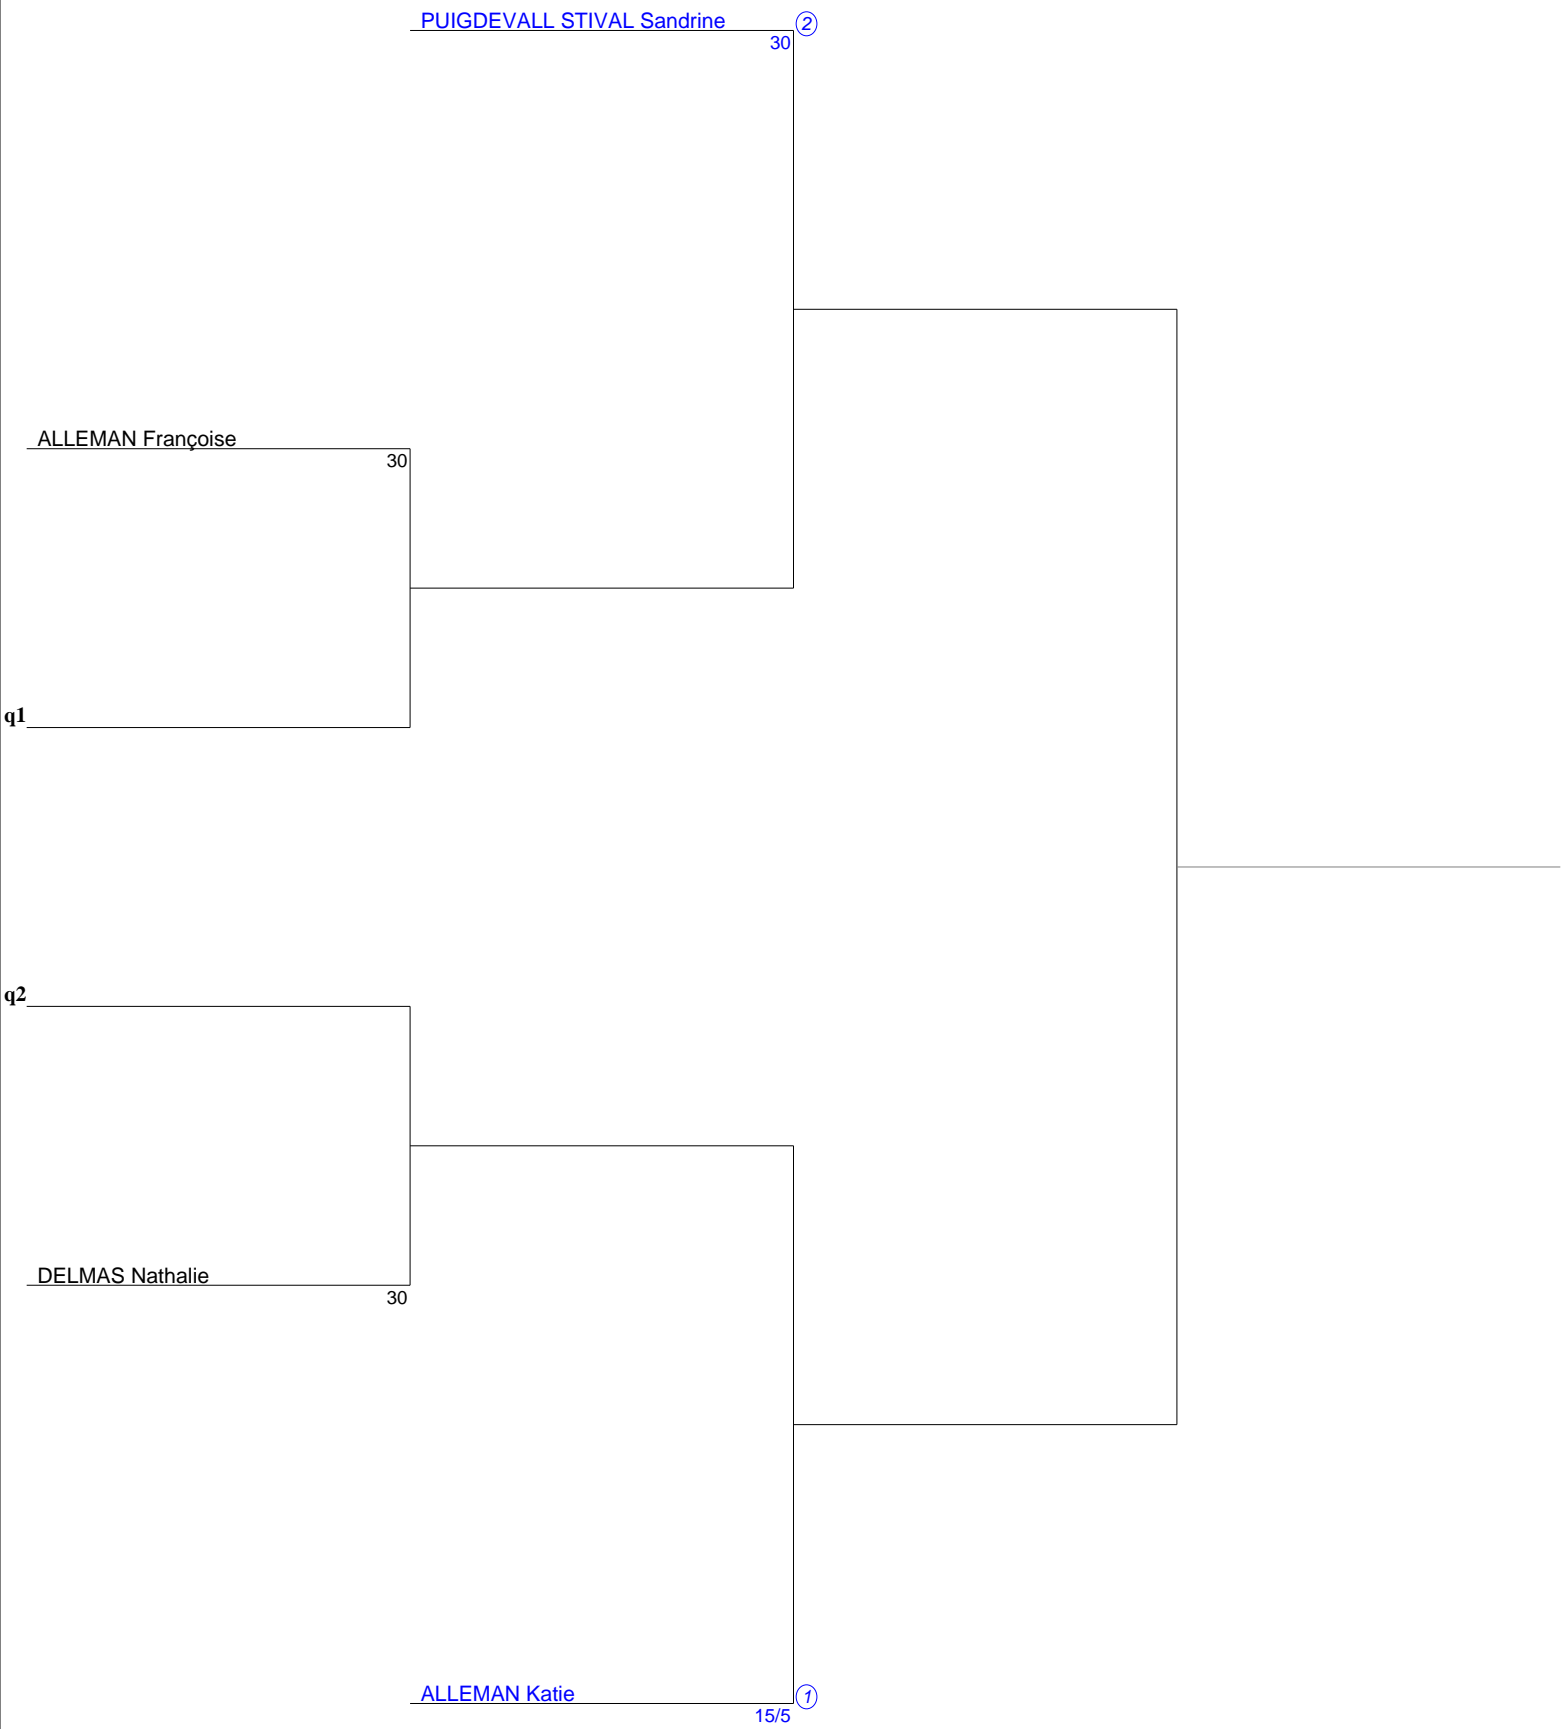 PUIGDEVALL STIVAL Sandrine 2
30
ALLEMAN Françoise
30
q1
q2
DELMAS Nathalie
30
ALLEMAN Katie 1
15/5